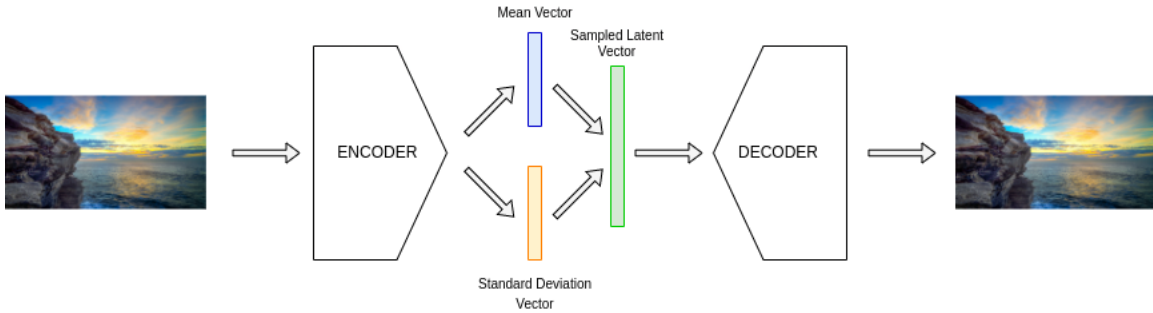 Mean Vector
Sampled Latent
Vector
ENCODER
DECODER
Standard Deviation
Vector